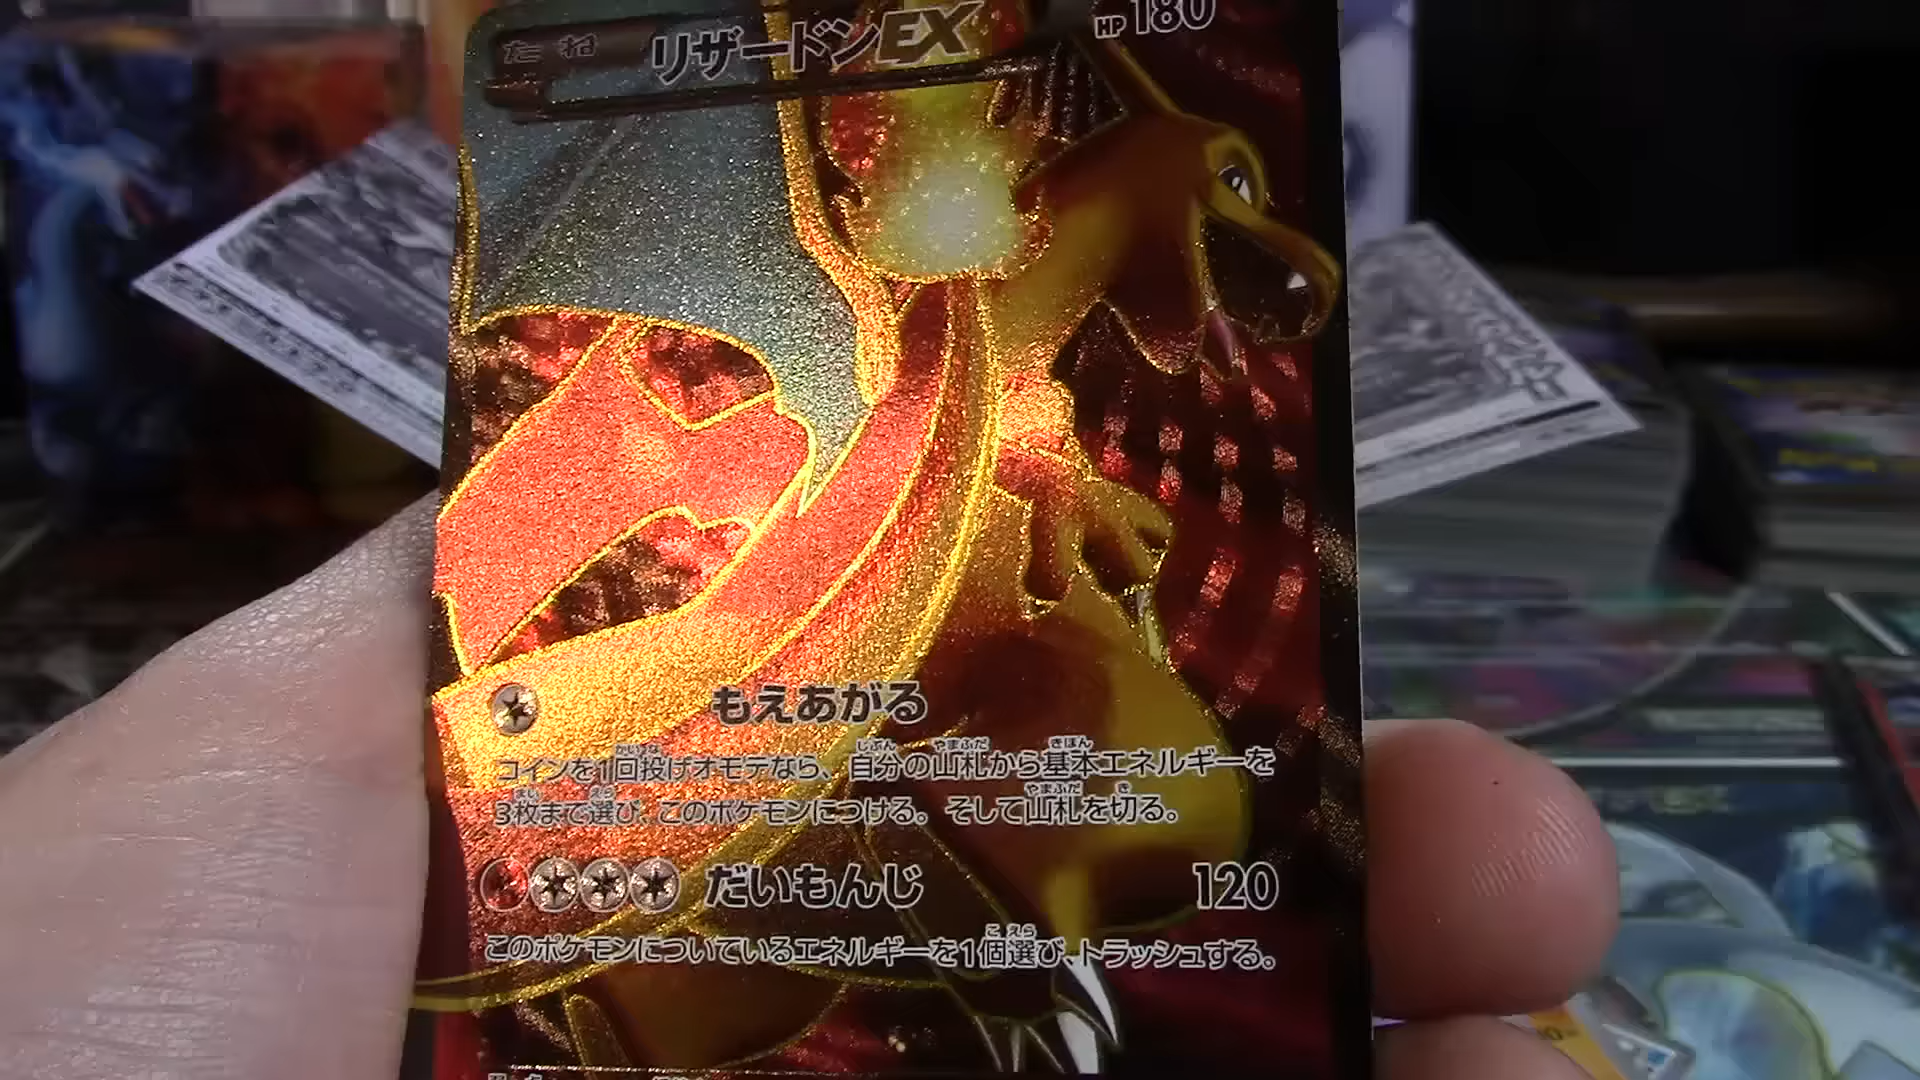 たね リザードンEX HP180
もえあがる
コインを1回投げオモテなら、自分の山札から基本エネルギーを
3枚まで選び、このポケモンにつける。そして山札を切る。
だいもんじ 120
このポケモンについているエネルギーを1個選び、トラッシュする。